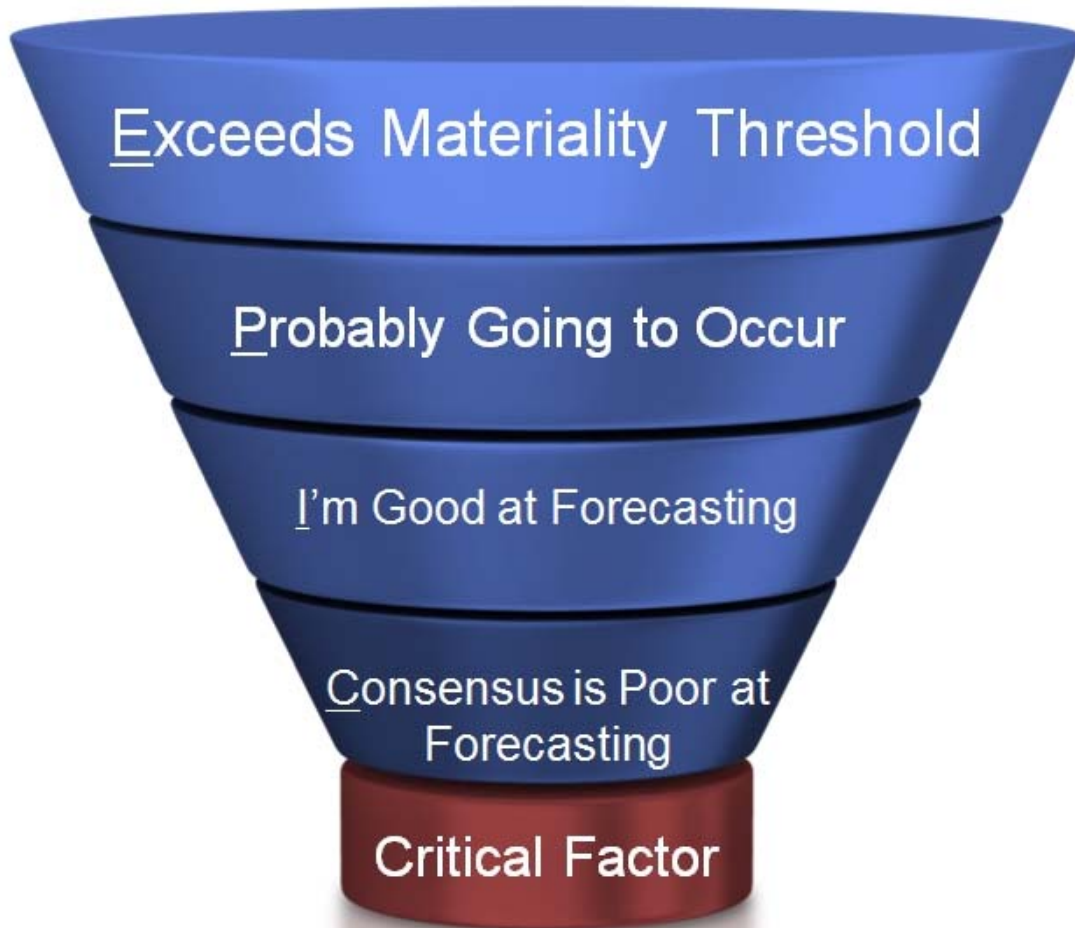 Exceeds Materiality Threshold
Probably Going to Occur
I'm Good at Forecasting
Consensus is Poor at
Forecasting
Critical Factor